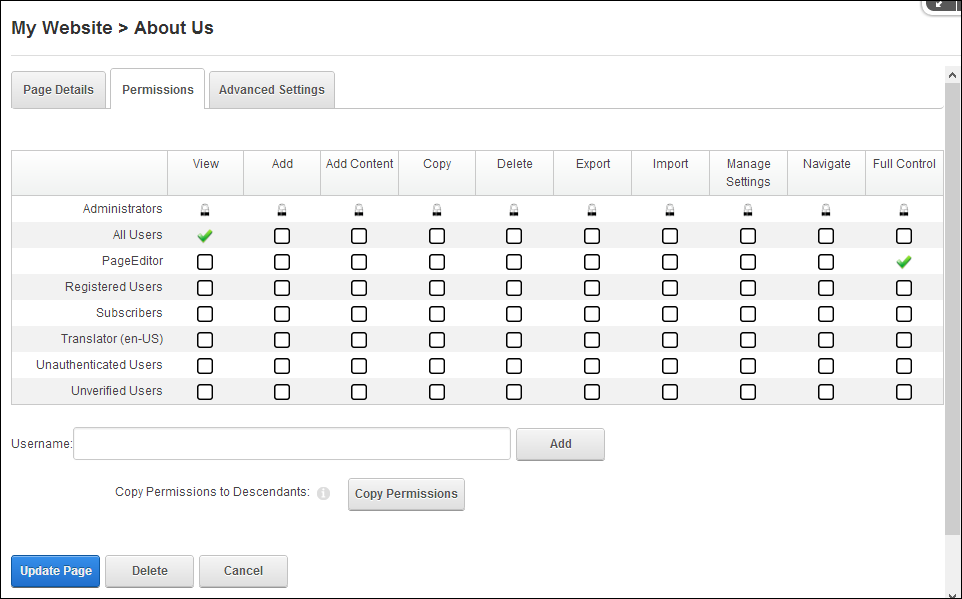 My Website > About Us
Page Details Permissions Advanced Settings
View Add Add Content Copy Delete Export Import Manage Settings Navigate Full Control
Administrators
All Users
PageEditor
Registered Users
Subscribers
Translator (en-US)
Unauthenticated Users
Unverified Users
Username: Add
Copy Permissions to Descendants: Copy Permissions
Update Page Delete Cancel